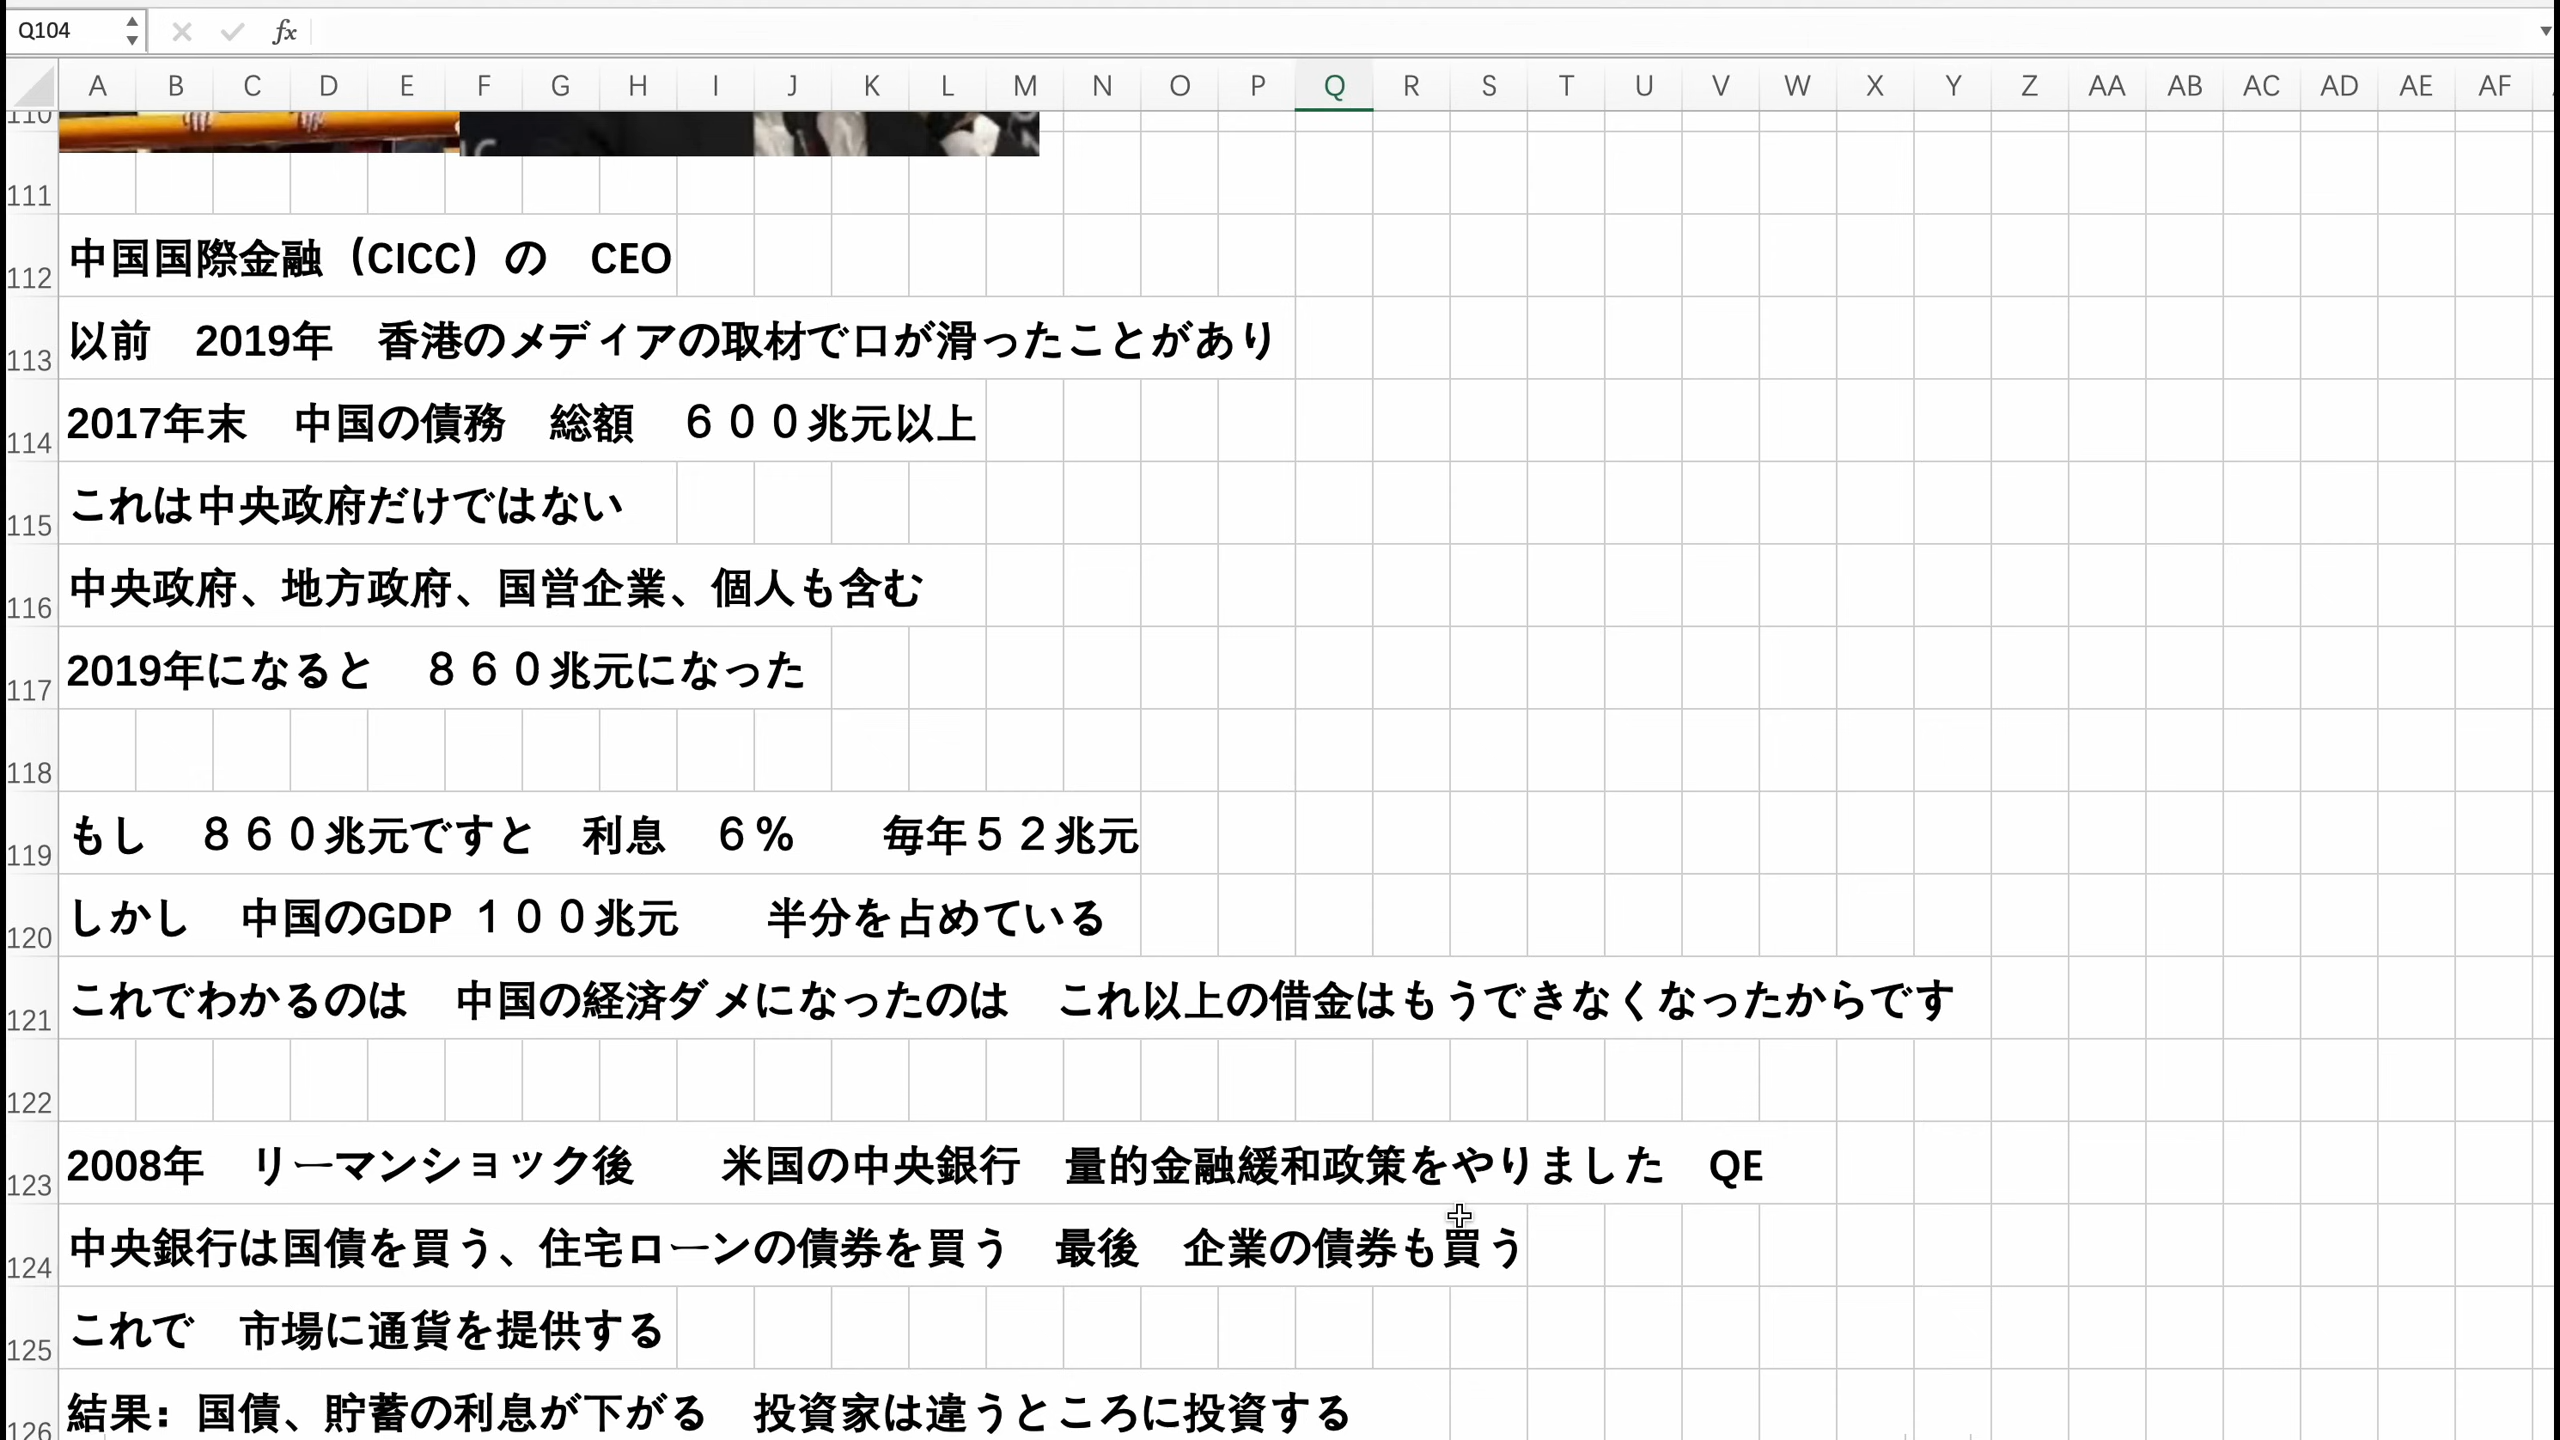 Q104 fx
A B C D E F G H I J K L M N O P Q R S T U V W X Y Z AA AB AC AD AE AF
110
111
112 中国国際金融（CICC）の　CEO
113 以前　2019年　香港のメディアの取材で口が滑ったことがあり
114 2017年末　中国の債務　総額　６００兆元以上
115 これは中央政府だけではない
116 中央政府、地方政府、国営企業、個人も含む
117 2019年になると　８６０兆元になった
118
119 もし　８６０兆元ですと　利息　６％　　毎年５２兆元
120 しかし　中国のGDP １００兆元　　半分を占めている
121 これでわかるのは　中国の経済ダメになったのは　これ以上の借金はもうできなくなったからです
122
123 2008年　リーマンショック後　　米国の中央銀行　量的金融緩和政策をやりました　QE
124 中央銀行は国債を買う、住宅ローンの債券を買う　最後　企業の債券も買う
125 これで　市場に通貨を提供する
126 結果：国債、貯蓄の利息が下がる　投資家は違うところに投資する